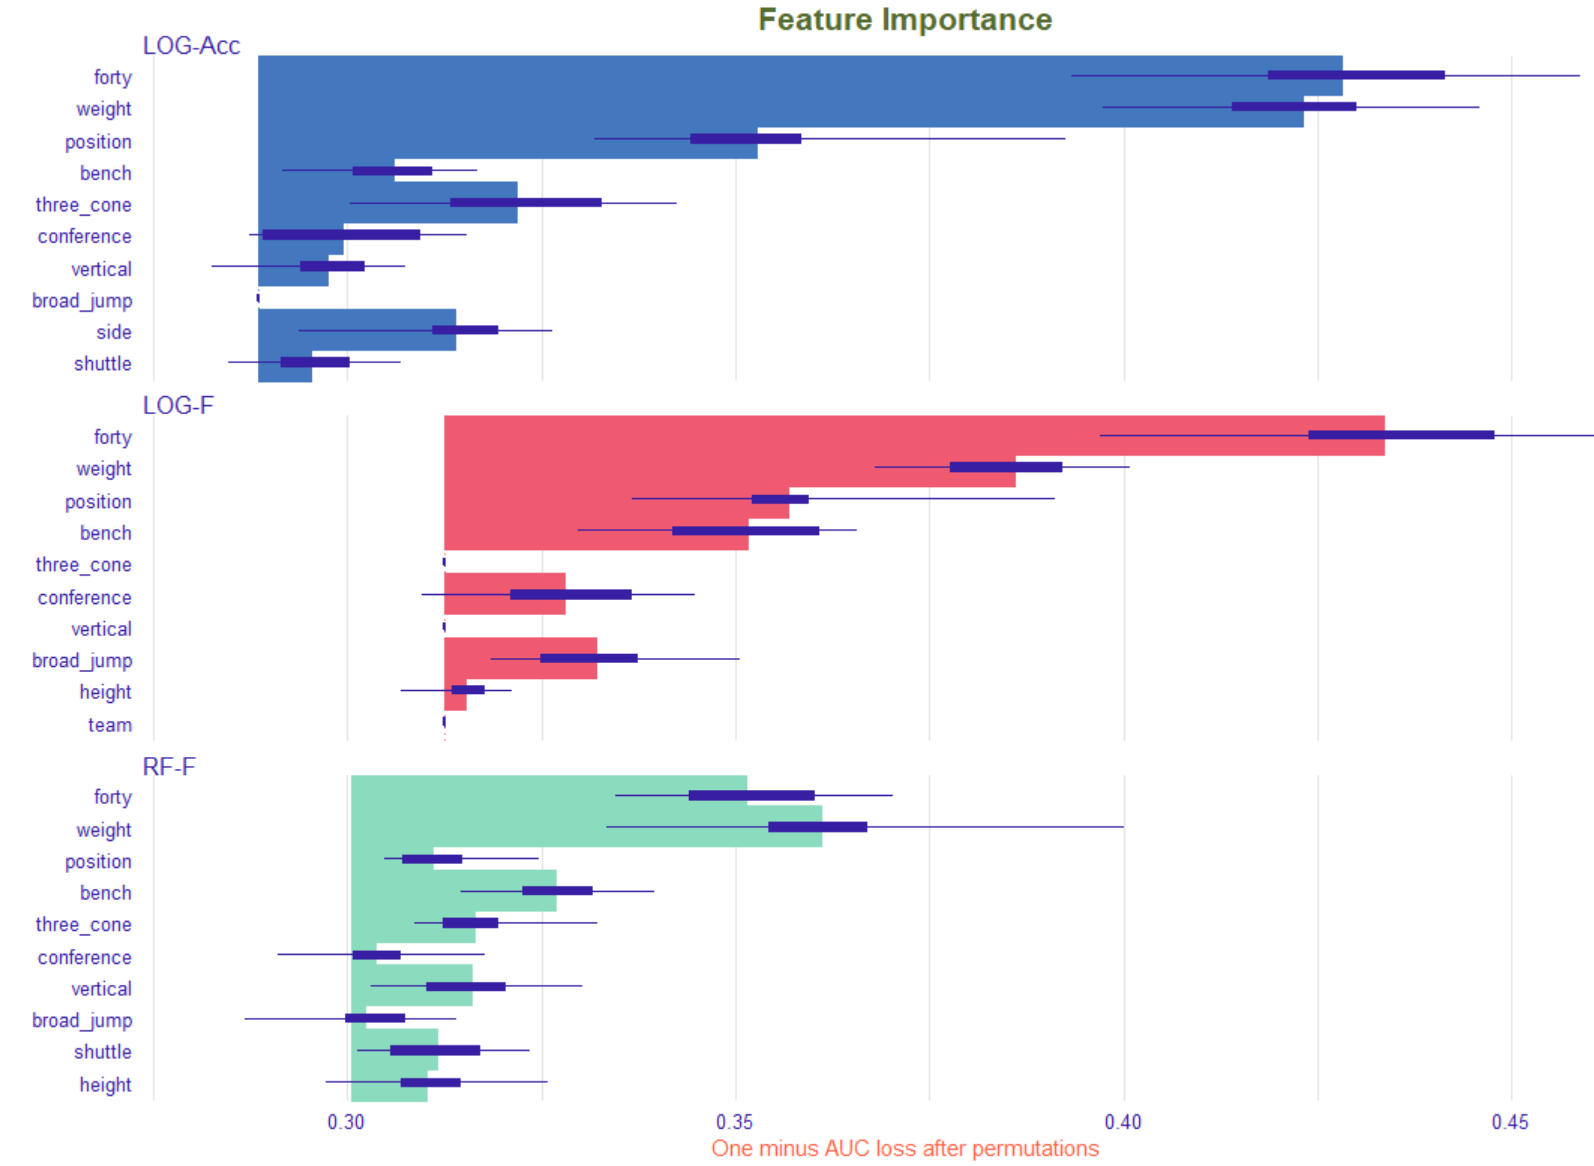 Feature Importance
LOG-Acc
forty
weight
position
bench
three_cone
conference
vertical
broad_jump
side
shuttle
LOG-F
forty
weight
position
bench
three_cone
conference
vertical
broad_jump
height
team
RF-F
forty
weight
position
bench
three_cone
conference
vertical
broad_jump
shuttle
height
0.30 0.35 0.40 0.45
One minus AUC loss after permutations